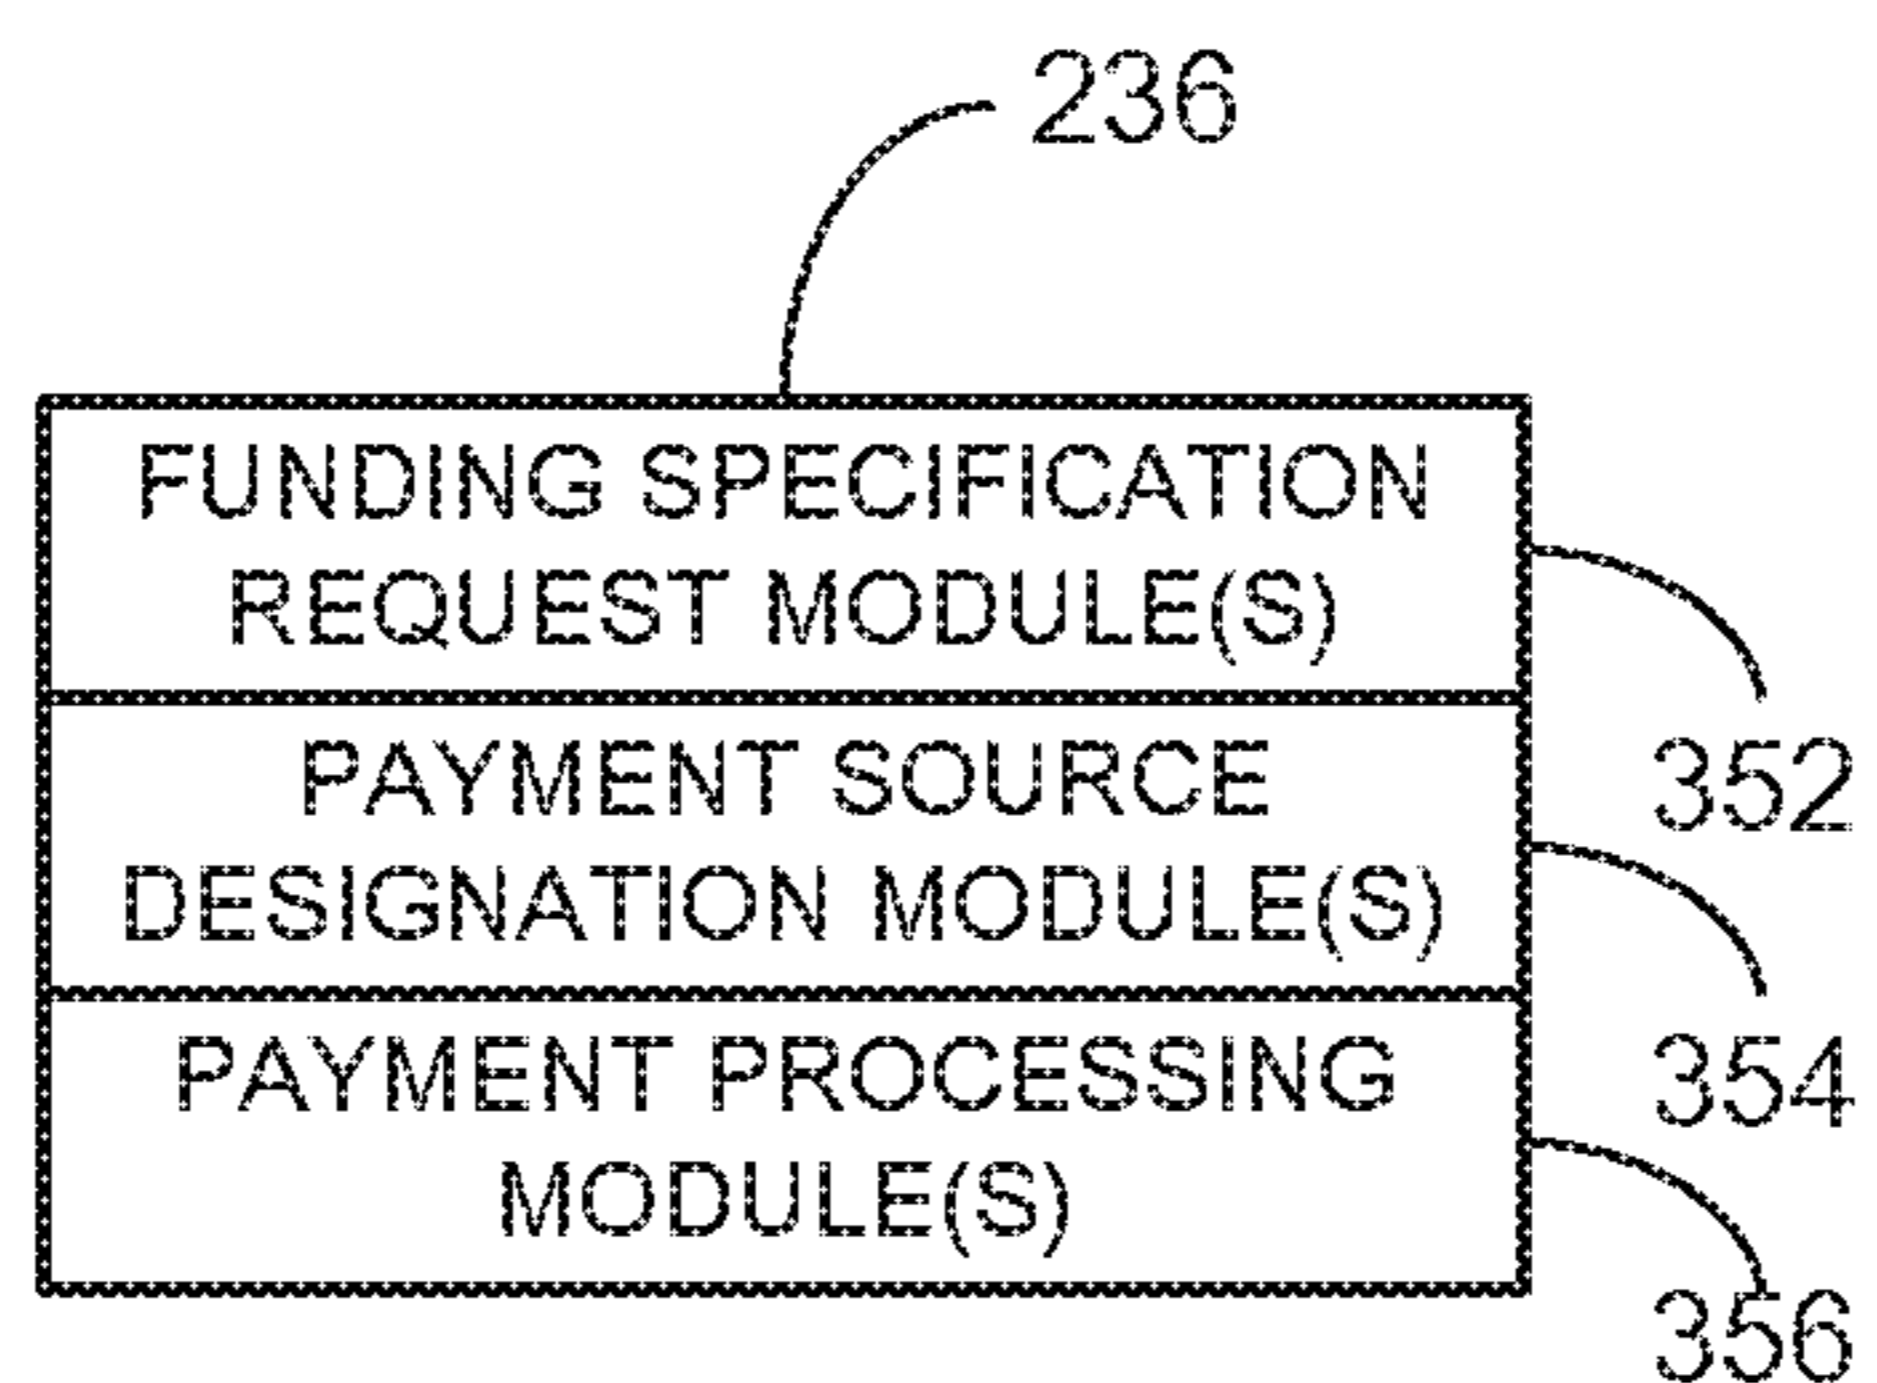 236
FUNDING SPECIFICATION
REQUEST MODULE(S)
352
PAYMENT SOURCE
DESIGNATION MODULE(S)
354
PAYMENT PROCESSING
MODULE(S)
356